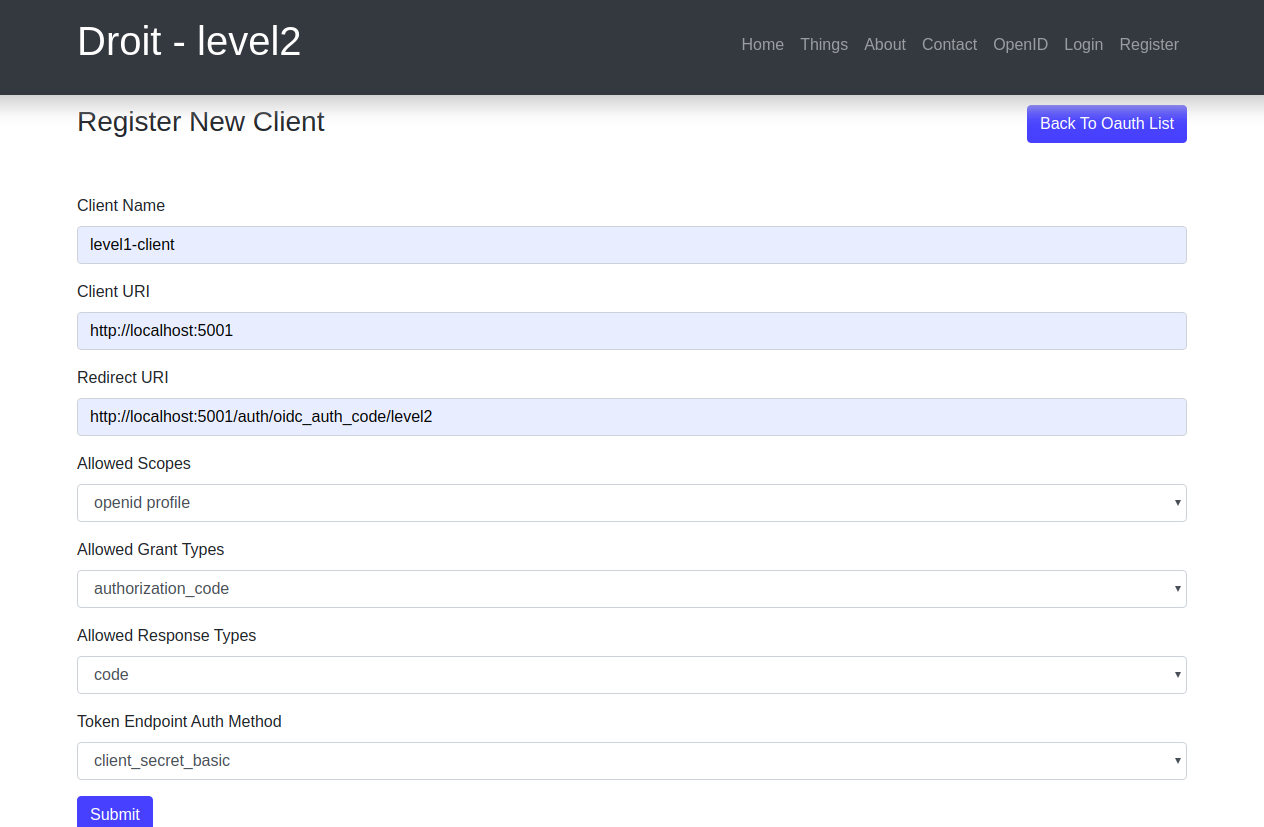 Droit - level2
Home Things About Contact OpenID Login Register
Register New Client
Back To Oauth List
Client Name
level1-client
Client URI
http://localhost:5001
Redirect URI
http://localhost:5001/auth/oidc_auth_code/level2
Allowed Scopes
openid profile
Allowed Grant Types
authorization_code
Allowed Response Types
code
Token Endpoint Auth Method
client_secret_basic
Submit